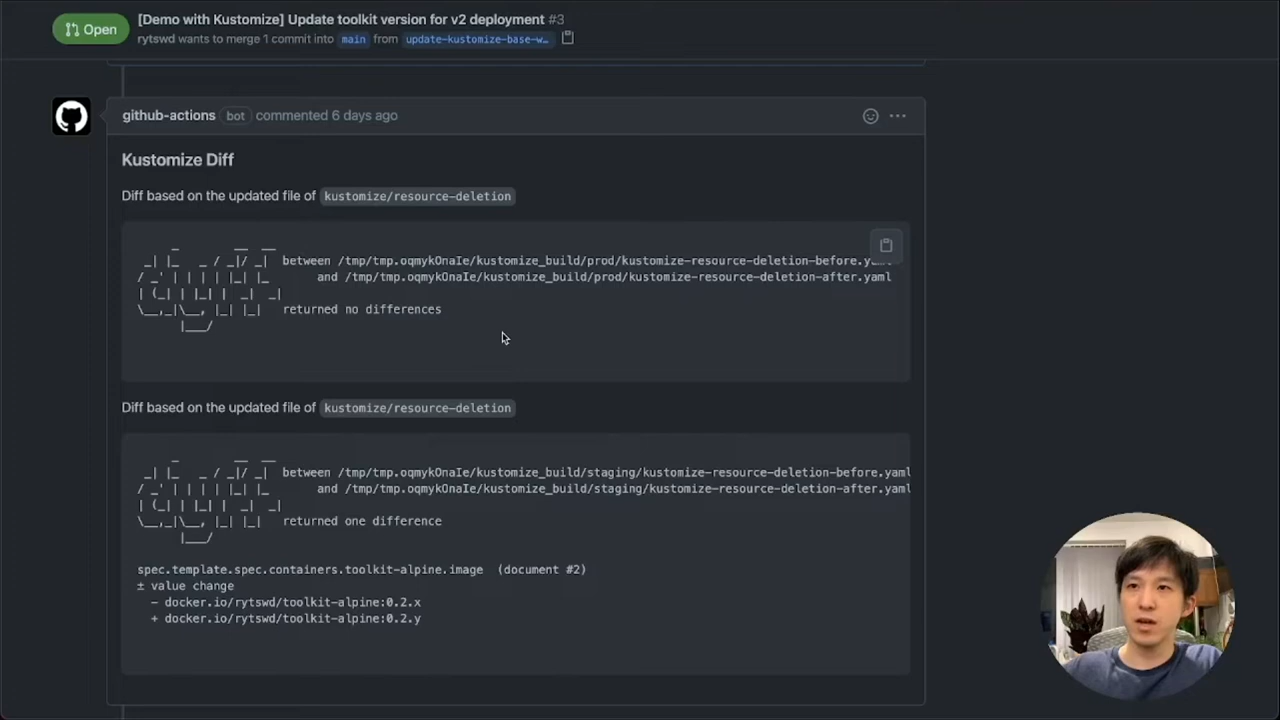 Open
[Demo with Kustomize] Update toolkit version for v2 deployment #3
rytswd wants to merge 1 commit into main from update-kustomize-base-w…
github-actions bot commented 6 days ago
Kustomize Diff
Diff based on the updated file of kustomize/resource-deletion
between /tmp/tmp.oqmykOnaIe/kustomize_build/prod/kustomize-resource-deletion-before.yaml
and /tmp/tmp.oqmykOnaIe/kustomize_build/prod/kustomize-resource-deletion-after.yaml
returned no differences
Diff based on the updated file of kustomize/resource-deletion
between /tmp/tmp.oqmykOnaIe/kustomize_build/staging/kustomize-resource-deletion-before.yaml
and /tmp/tmp.oqmykOnaIe/kustomize_build/staging/kustomize-resource-deletion-after.yaml
returned one difference
spec.template.spec.containers.toolkit-alpine.image (document #2)
± value change
- docker.io/rytswd/toolkit-alpine:0.2.x
+ docker.io/rytswd/toolkit-alpine:0.2.y